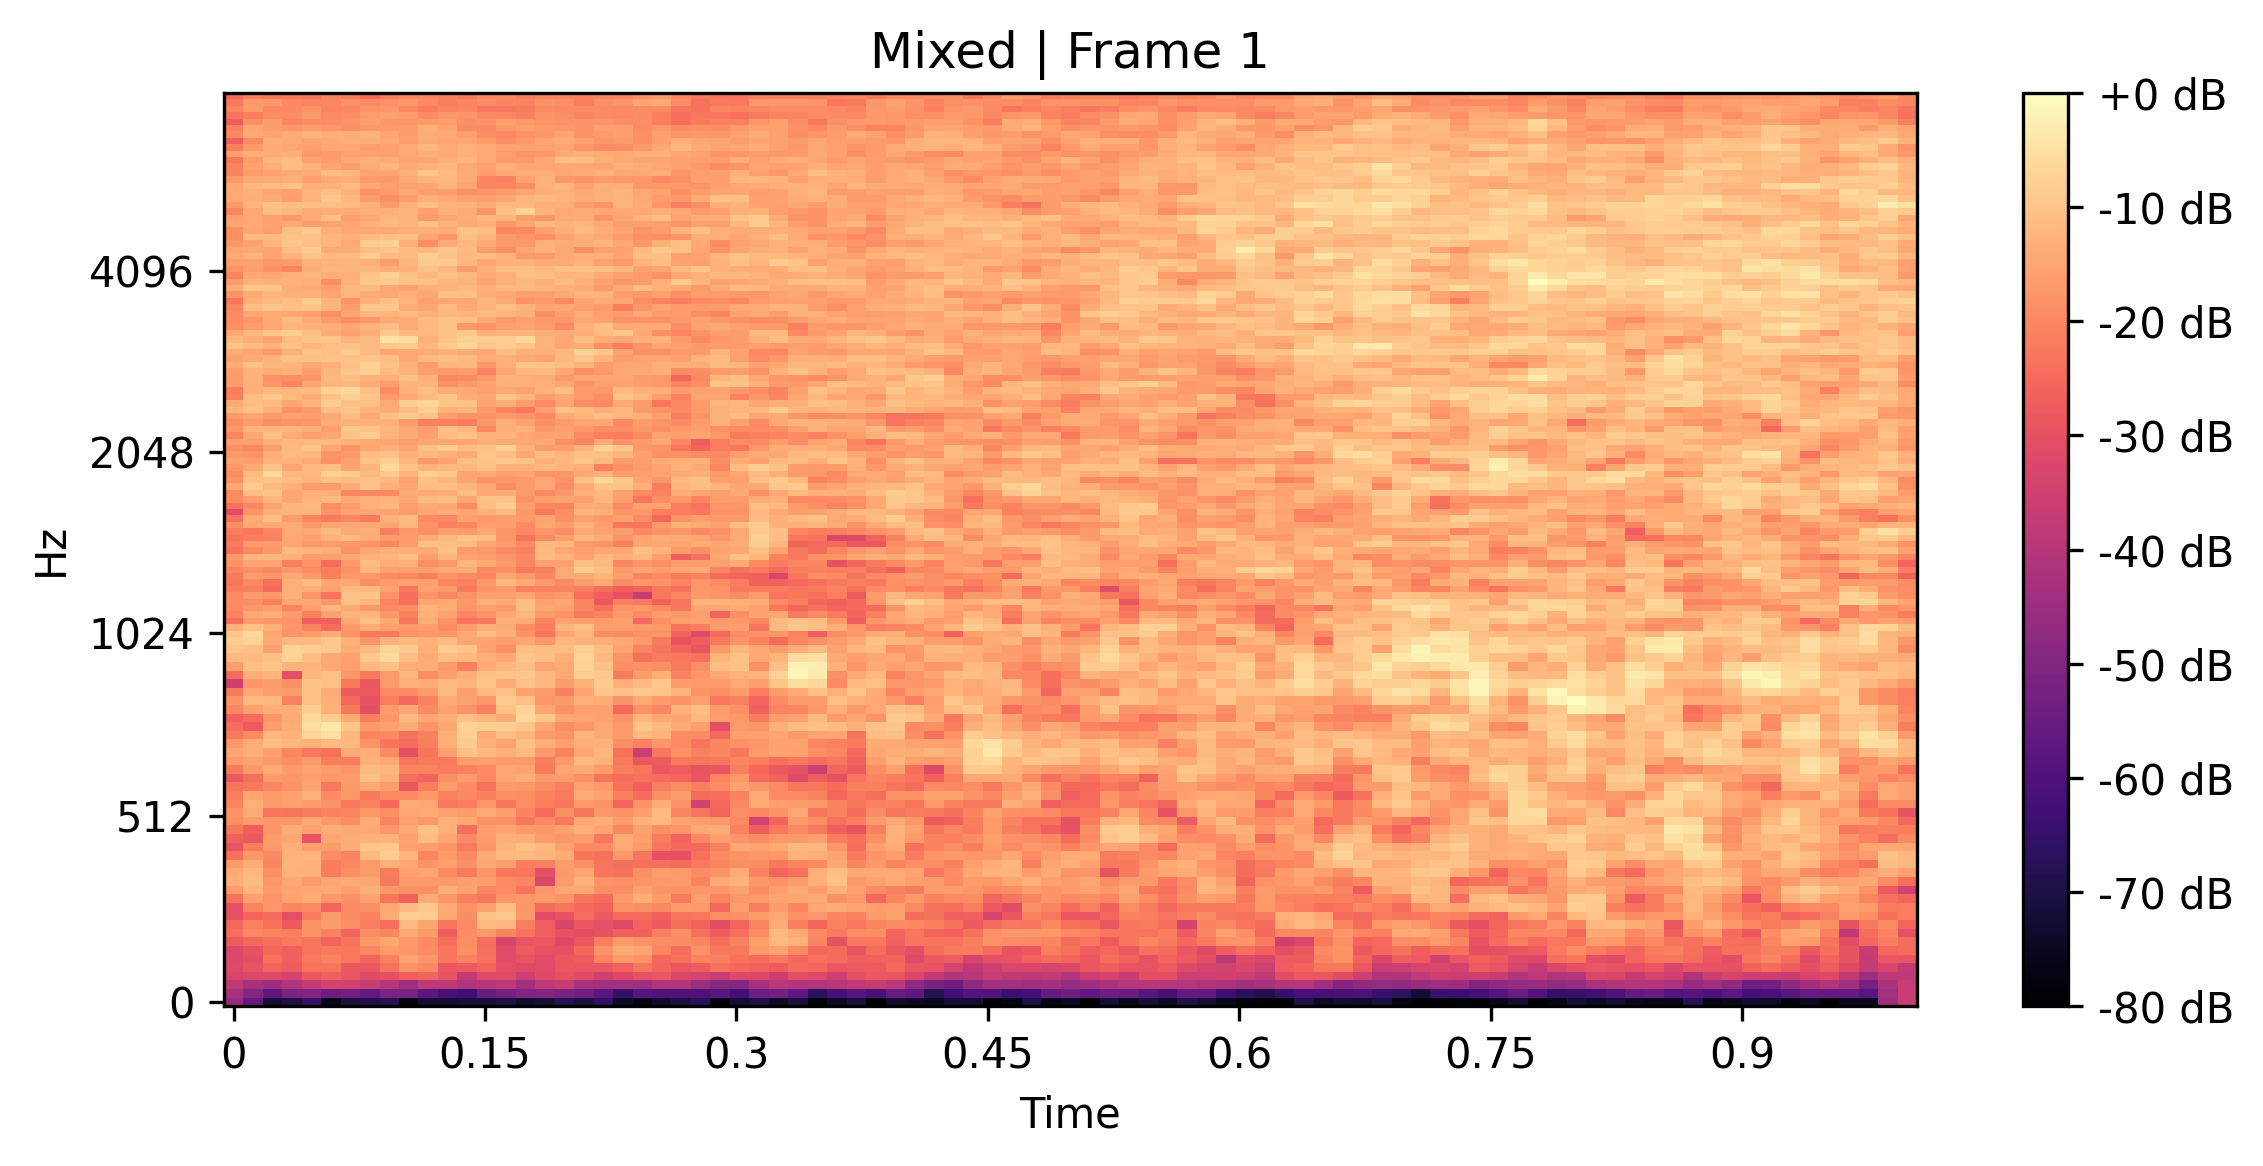 Mixed | Frame 1
+0 dB
-10 dB
-20 dB
-30 dB
-40 dB
-50 dB
-60 dB
-70 dB
-80 dB
Hz
4096
2048
1024
512
0
0 0.15 0.3 0.45 0.6 0.75 0.9
Time